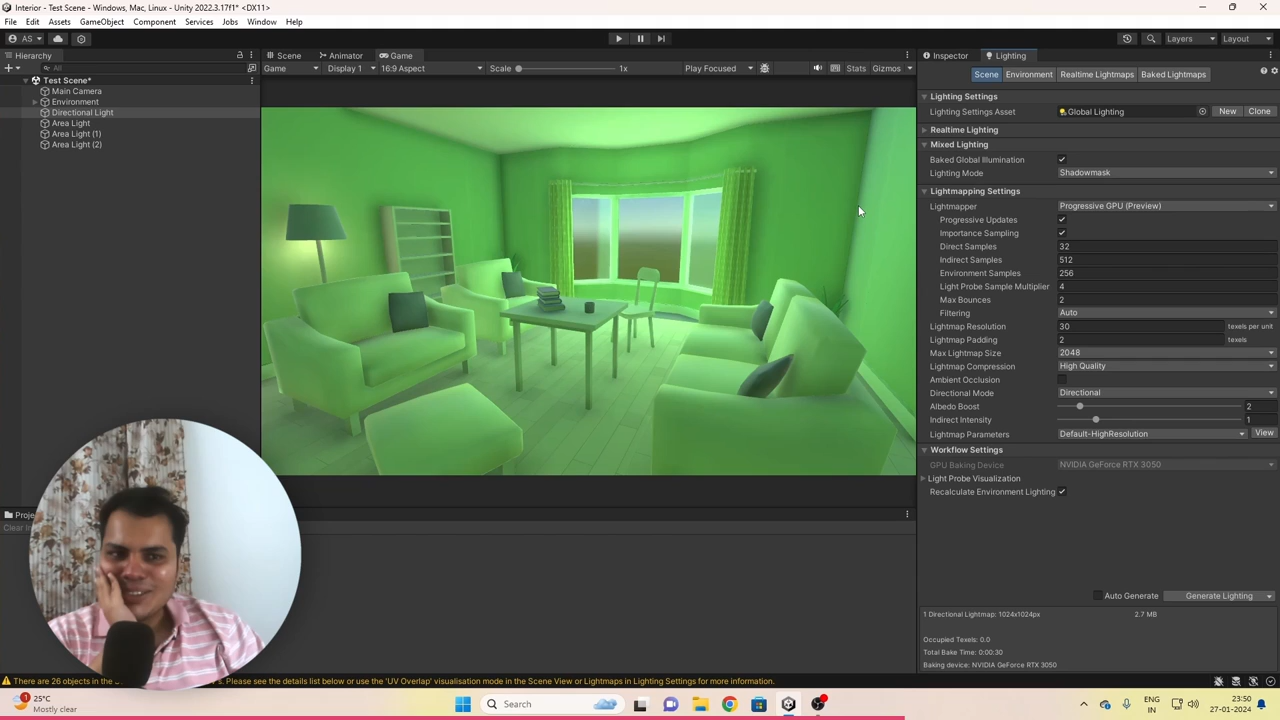 Interior - Test Scene - Windows, Mac, Linux - Unity 2022.3.17f1* <DX11>
File Edit Assets GameObject Component Services Jobs Window Help
AS Layers Layout
Hierarchy
All
Test Scene*
Main Camera
Environment
Directional Light
Area Light
Area Light (1)
Area Light (2)
Scene Animator Game
Game Display 1 16:9 Aspect Scale 1x Play Focused Stats Gizmos
Inspector Lighting
Scene Environment Realtime Lightmaps Baked Lightmaps
Lighting Settings
Lighting Settings Asset Global Lighting New Clone
Realtime Lighting
Mixed Lighting
Baked Global Illumination
Lighting Mode Shadowmask
Lightmapping Settings
Lightmapper Progressive GPU (Preview)
Progressive Updates
Importance Sampling
Direct Samples 32
Indirect Samples 512
Environment Samples 256
Light Probe Sample Multiplier 4
Max Bounces 2
Filtering Auto
Lightmap Resolution 30 texels per unit
Lightmap Padding 2 texels
Max Lightmap Size 2048
Lightmap Compression High Quality
Ambient Occlusion
Directional Mode Directional
Albedo Boost 2
Indirect Intensity 1
Lightmap Parameters Default-HighResolution View
Workflow Settings
GPU Baking Device NVIDIA GeForce RTX 3050
Light Probe Visualization
Recalculate Environment Lighting
Auto Generate Generate Lighting
1 Directional Lightmap: 1024x1024px 2.7 MB
Occupied Texels: 0.0
Total Bake Time: 0:00:30
Baking device: NVIDIA GeForce RTX 3050
There are 26 objects in the Please see the details list below or use the 'UV Overlap' visualisation mode in the Scene View or Lightmaps in Lighting Settings for more information.
1
25°C
Mostly clear
Search
ENG
IN
23:50
27-01-2024